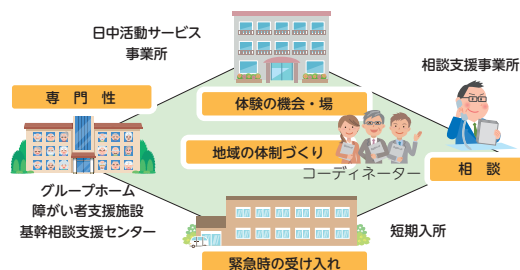 日中活動サービス
事業所
相談支援事業所
専門性
体験の機会・場
地域の体制づくり
コーディネーター
相談
グループホーム
障がい者支援施設
基幹相談支援センター
短期入所
緊急時の受け入れ